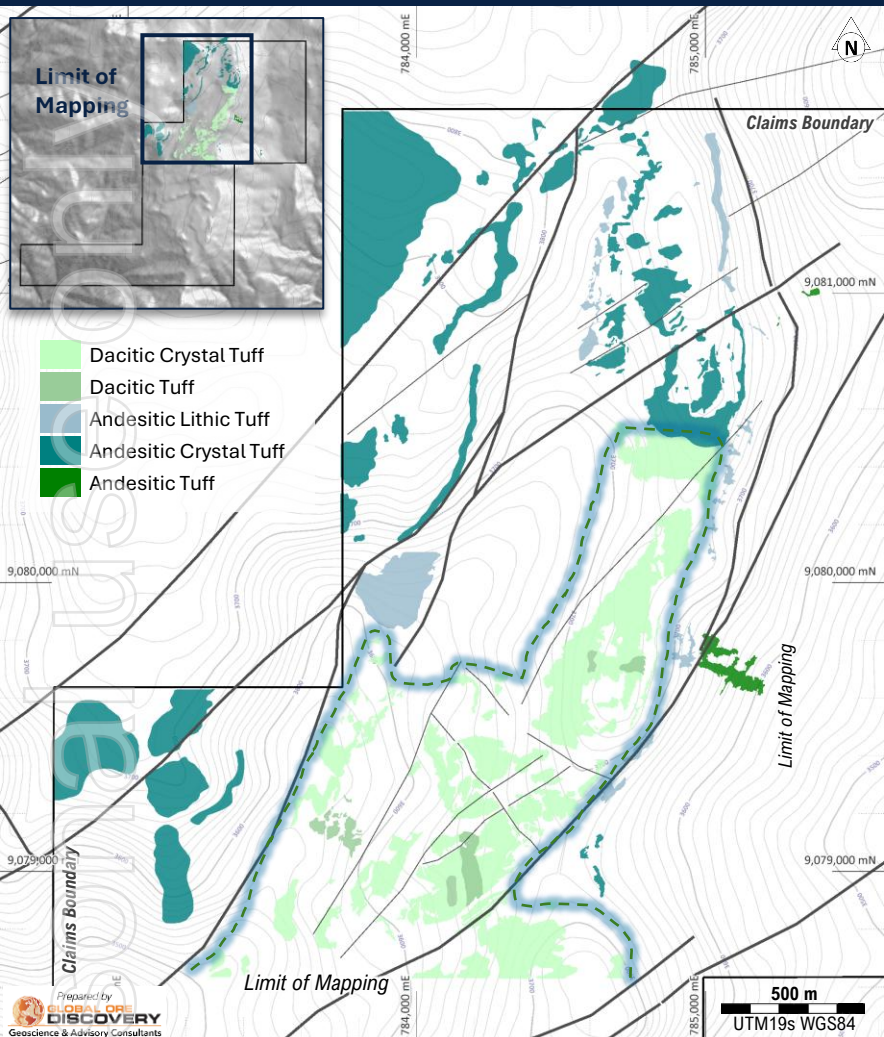 784,000 mE
785,000 mE
N
Limit of
Mapping
Claims Boundary
9,081,000 mN
Dacitic Crystal Tuff
Dacitic Tuff
Andesitic Lithic Tuff
Andesitic Crystal Tuff
Andesitic Tuff
9,080,000 mN
9,080,000 mN
Limit of Mapping
9,079,000
9,079,000 mN
Claims Boundary
Limit of Mapping
784,000 mE
785,000 mE
Prepared by
GLOBAL ORE
DISCOVERY
Geoscience & Advisory Consultants
500 m
UTM19s WGS84